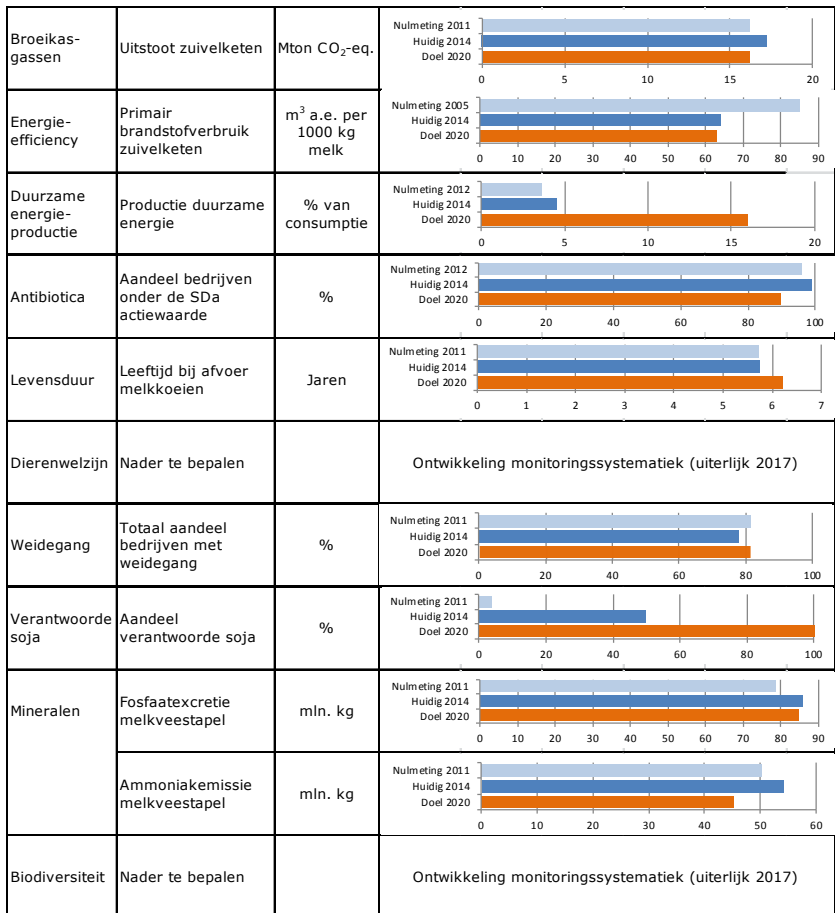 Broeikas-
gassen
Uitstoot zuivelketen
Mton CO₂-eq.
Nulmeting 2011
Huidig 2014
Doel 2020
0 5 10 15 20
Energie-
efficiency
Primair
brandstofverbruik
zuivelketen
m³ a.e. per
1000 kg
melk
Nulmeting 2005
Huidig 2014
Doel 2020
0 10 20 30 40 50 60 70 80 90
Duurzame
energie-
productie
Productie duurzame
energie
% van
consumptie
Nulmeting 2012
Huidig 2014
Doel 2020
0 5 10 15 20
Antibiotica
Aandeel bedrijven
onder de SDa
actiewaarde
%
Nulmeting 2012
Huidig 2014
Doel 2020
0 20 40 60 80 100
Levensduur
Leeftijd bij afvoer
melkkoeien
Jaren
Nulmeting 2011
Huidig 2014
Doel 2020
0 1 2 3 4 5 6 7
Dierenwelzijn
Nader te bepalen
Ontwikkeling monitoringssystematiek (uiterlijk 2017)
Weidegang
Totaal aandeel
bedrijven met
weidegang
%
Nulmeting 2011
Huidig 2014
Doel 2020
0 20 40 60 80 100
Verantwoorde
soja
Aandeel
verantwoorde soja
%
Nulmeting 2011
Huidig 2014
Doel 2020
0 20 40 60 80 100
Mineralen
Fosfaatexcretie
melkveestapel
mln. kg
Nulmeting 2011
Huidig 2014
Doel 2020
0 10 20 30 40 50 60 70 80 90
Ammoniakemissie
melkveestapel
mln. kg
Nulmeting 2011
Huidig 2014
Doel 2020
0 10 20 30 40 50 60
Biodiversiteit
Nader te bepalen
Ontwikkeling monitoringssystematiek (uiterlijk 2017)